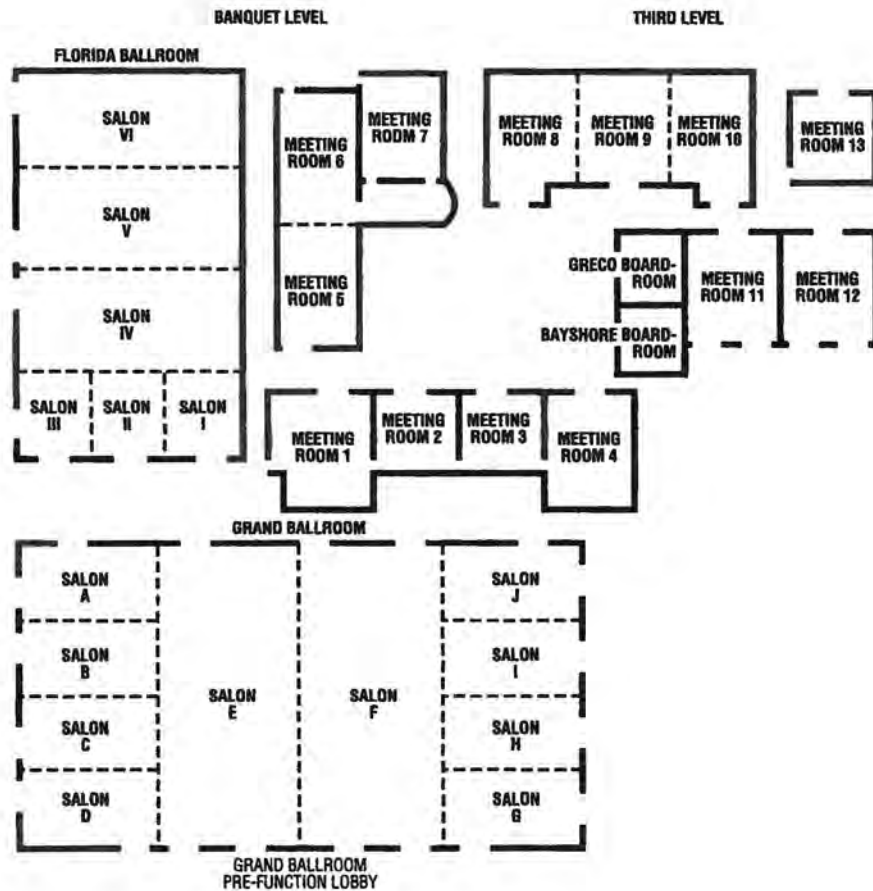 BANQUET LEVEL
THIRD LEVEL
FLORIDA BALLROOM
SALON
VI
SALON
V
SALON
IV
SALON
III
SALON
II
SALON
I
MEETING
ROOM 6
MEETING
ROOM 7
MEETING
ROOM 5
MEETING
ROOM 8
MEETING
ROOM 9
MEETING
ROOM 10
MEETING
ROOM 13
GRECO BOARD-
ROOM
MEETING
ROOM 11
MEETING
ROOM 12
BAYSHORE BOARD-
ROOM
MEETING
ROOM 1
MEETING
ROOM 2
MEETING
ROOM 3
MEETING
ROOM 4
GRAND BALLROOM
SALON
A
SALON
B
SALON
C
SALON
D
SALON
E
SALON
F
SALON
J
SALON
I
SALON
H
SALON
G
GRAND BALLROOM
PRE-FUNCTION LOBBY